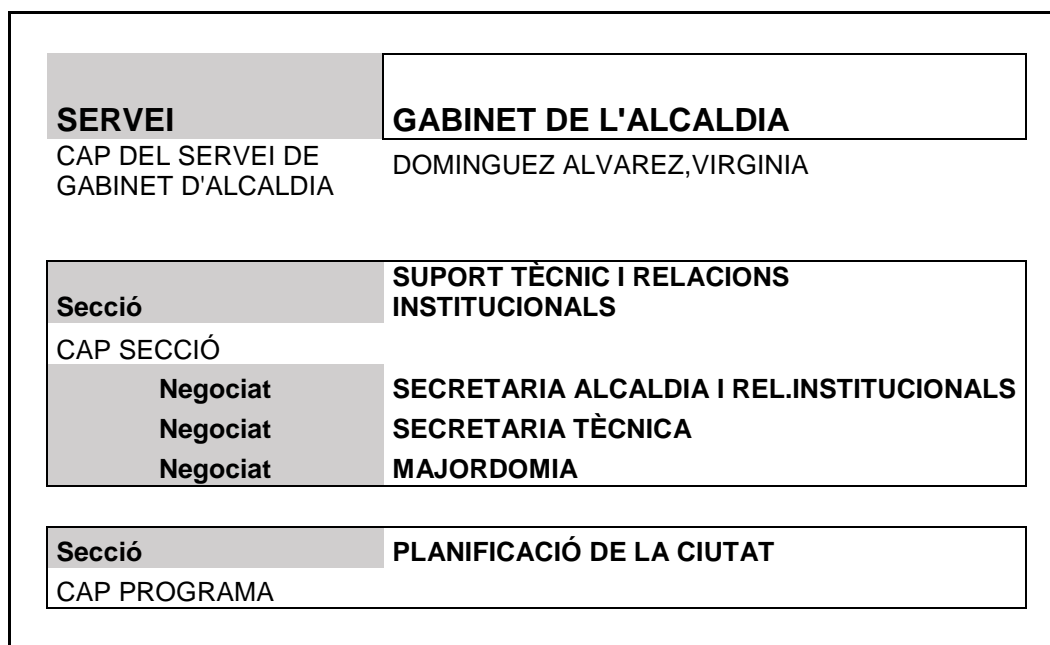 SERVEI GABINET DE L'ALCALDIA
CAP DEL SERVEI DE
GABINET D'ALCALDIA
DOMINGUEZ ALVAREZ,VIRGINIA
Secció
SUPORT TÈCNIC I RELACIONS
INSTITUCIONALS
CAP SECCIÓ
Negociat SECRETARIA ALCALDIA I REL.INSTITUCIONALS
Negociat SECRETARIA TÈCNICA
Negociat MAJORDOMIA
Secció PLANIFICACIÓ DE LA CIUTAT
CAP PROGRAMA